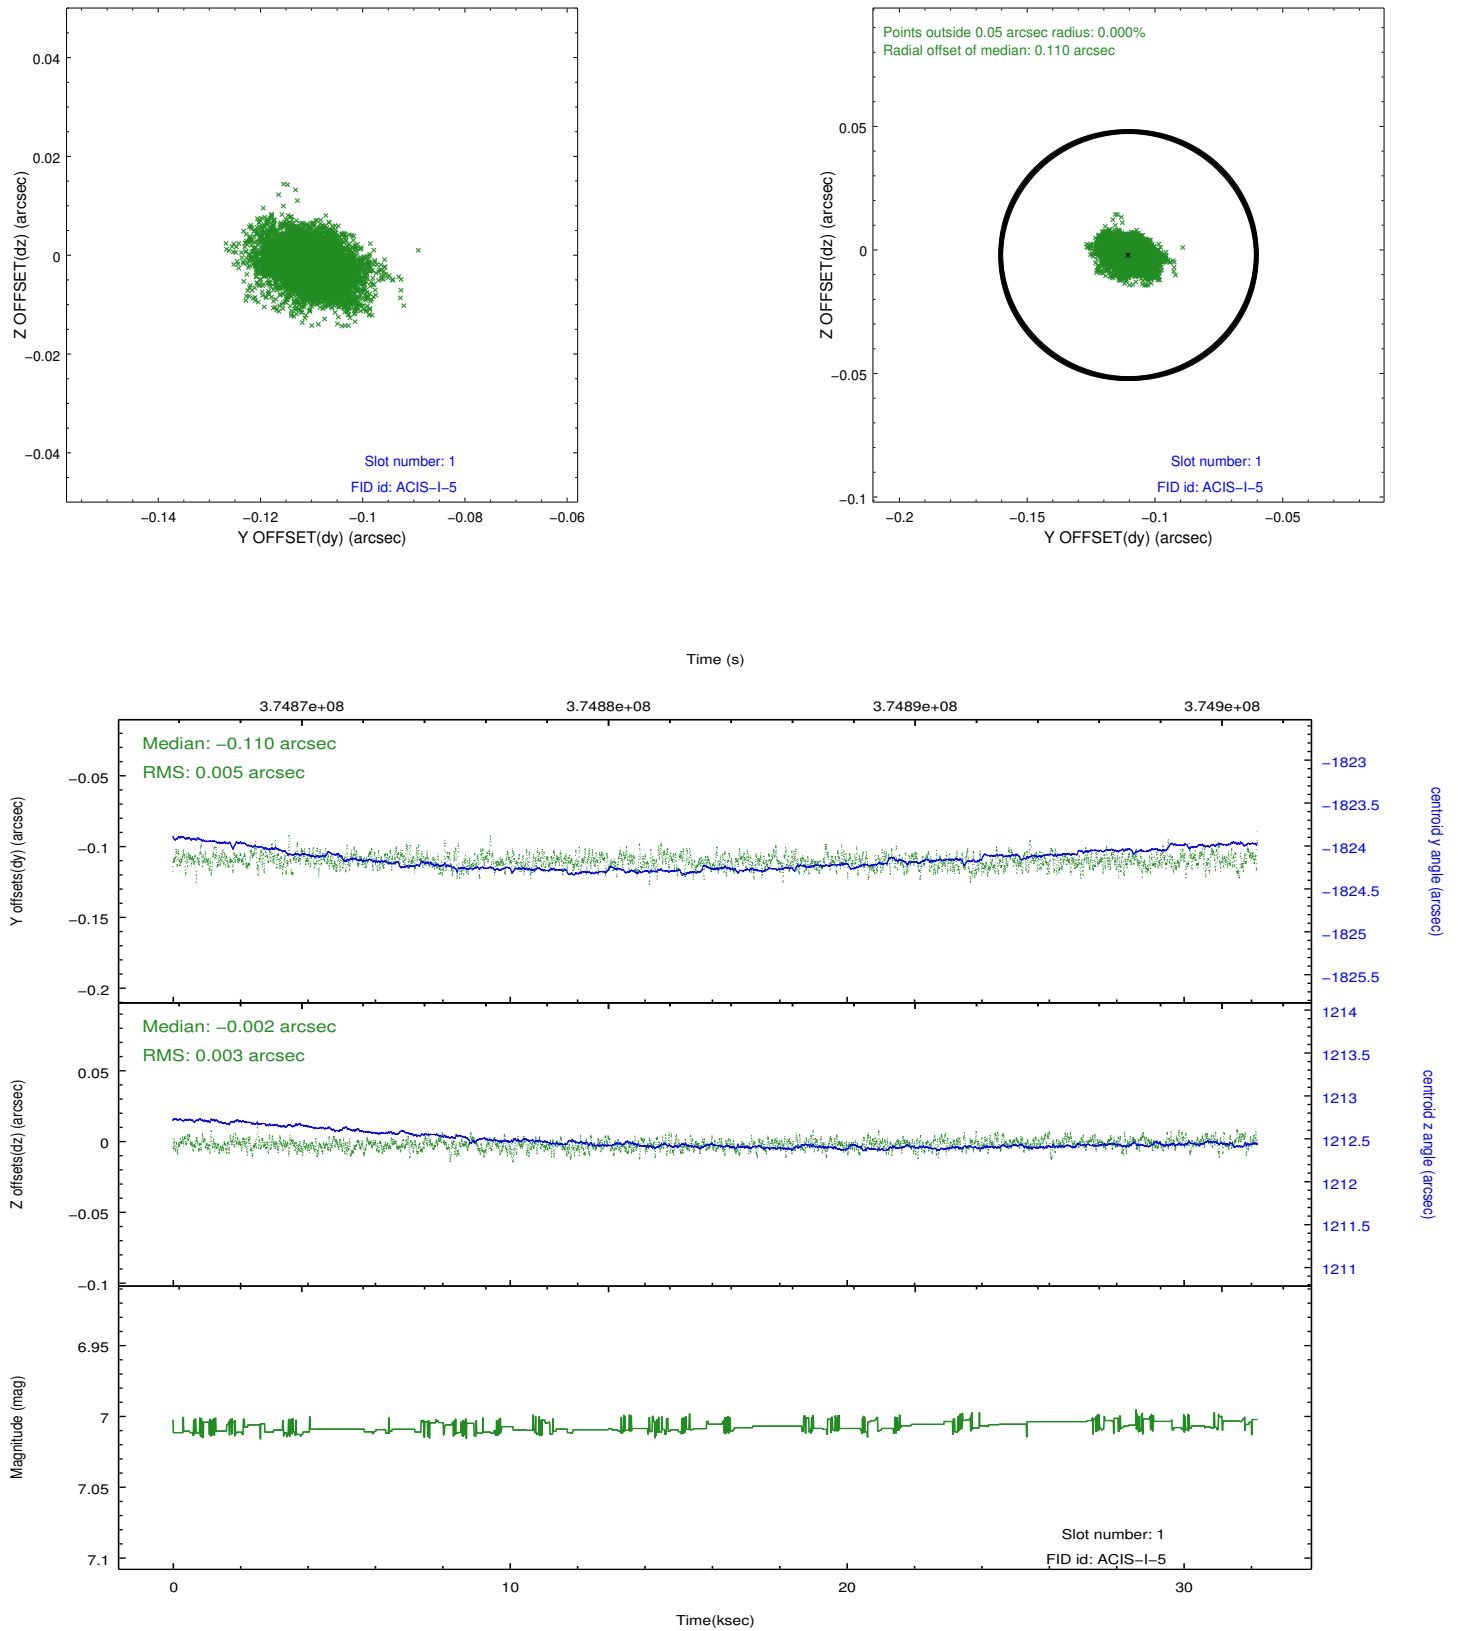 0.04
0.02
0
−0.02
−0.04
Z OFFSET(dz) (arcsec)
Slot number: 1
FID id: ACIS−I−5
−0.14 −0.12 −0.1 −0.08 −0.06
Y OFFSET(dy) (arcsec)
Points outside 0.05 arcsec radius: 0.000%
Radial offset of median: 0.110 arcsec
0.05
0
−0.05
−0.1
Z OFFSET(dz) (arcsec)
Slot number: 1
FID id: ACIS−I−5
−0.2 −0.15 −0.1 −0.05
Y OFFSET(dy) (arcsec)
Time (s)
3.7487e+08 3.7488e+08 3.7489e+08 3.749e+08
Median: −0.110 arcsec
RMS: 0.005 arcsec
−0.05
−0.1
−0.15
−0.2
Y offsets(dy) (arcsec)
−1823
−1823.5
−1824
−1824.5
−1825
−1825.5
centroid y angle (arcsec)
Median: −0.002 arcsec
RMS: 0.003 arcsec
0.05
0
−0.05
−0.1
Z offsets(dz) (arcsec)
1214
1213.5
1213
1212.5
1212
1211.5
1211
centroid z angle (arcsec)
6.95
7
7.05
7.1
Magnitude (mag)
Slot number: 1
FID id: ACIS−I−5
0 10 20 30
Time(ksec)